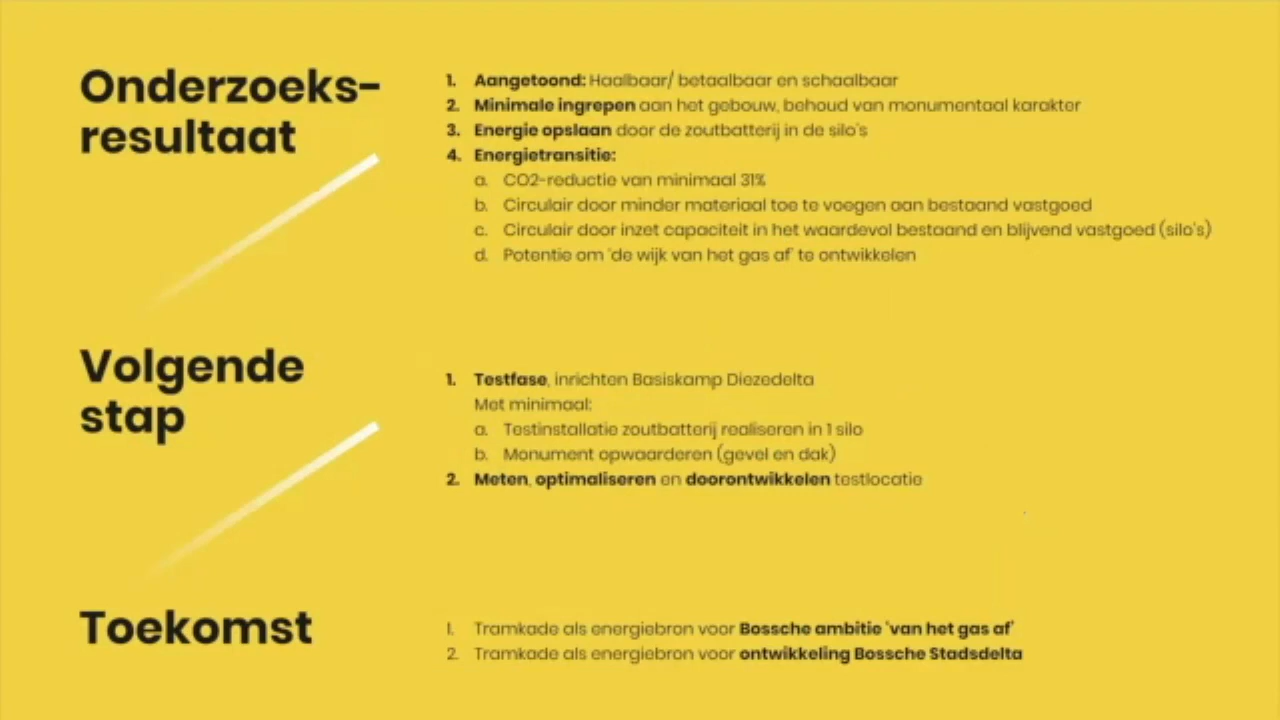 Onderzoeks-
resultaat
1. Aangetoond: Haalbaar/ betaalbaar en schaalbaar
2. Minimale ingrepen aan het gebouw, behoud van monumentaal karakter
3. Energie opslaan door de zoutbatterij in de silo's
4. Energietransitie:
a. CO2-reductie van minimaal 31%
b. Circulair door minder materiaal toe te voegen aan bestaand vastgoed
c. Circulair door inzet capaciteit in het waardevol bestaand en blijvend vastgoed (silo's)
d. Potentie om 'de wijk van het gas af' te ontwikkelen
Volgende
stap
1. Testfase, inrichten Basiskamp Diezedelta
Met minimaal:
a. Testinstallatie zoutbatterij realiseren in 1 silo
b. Monument opwaarderen (gevel en dak)
2. Meten, optimaliseren en doorontwikkelen testlocatie
Toekomst
1. Tramkade als energiebron voor Bossche ambitie 'van het gas af'
2. Tramkade als energiebron voor ontwikkeling Bossche Stadsdelta